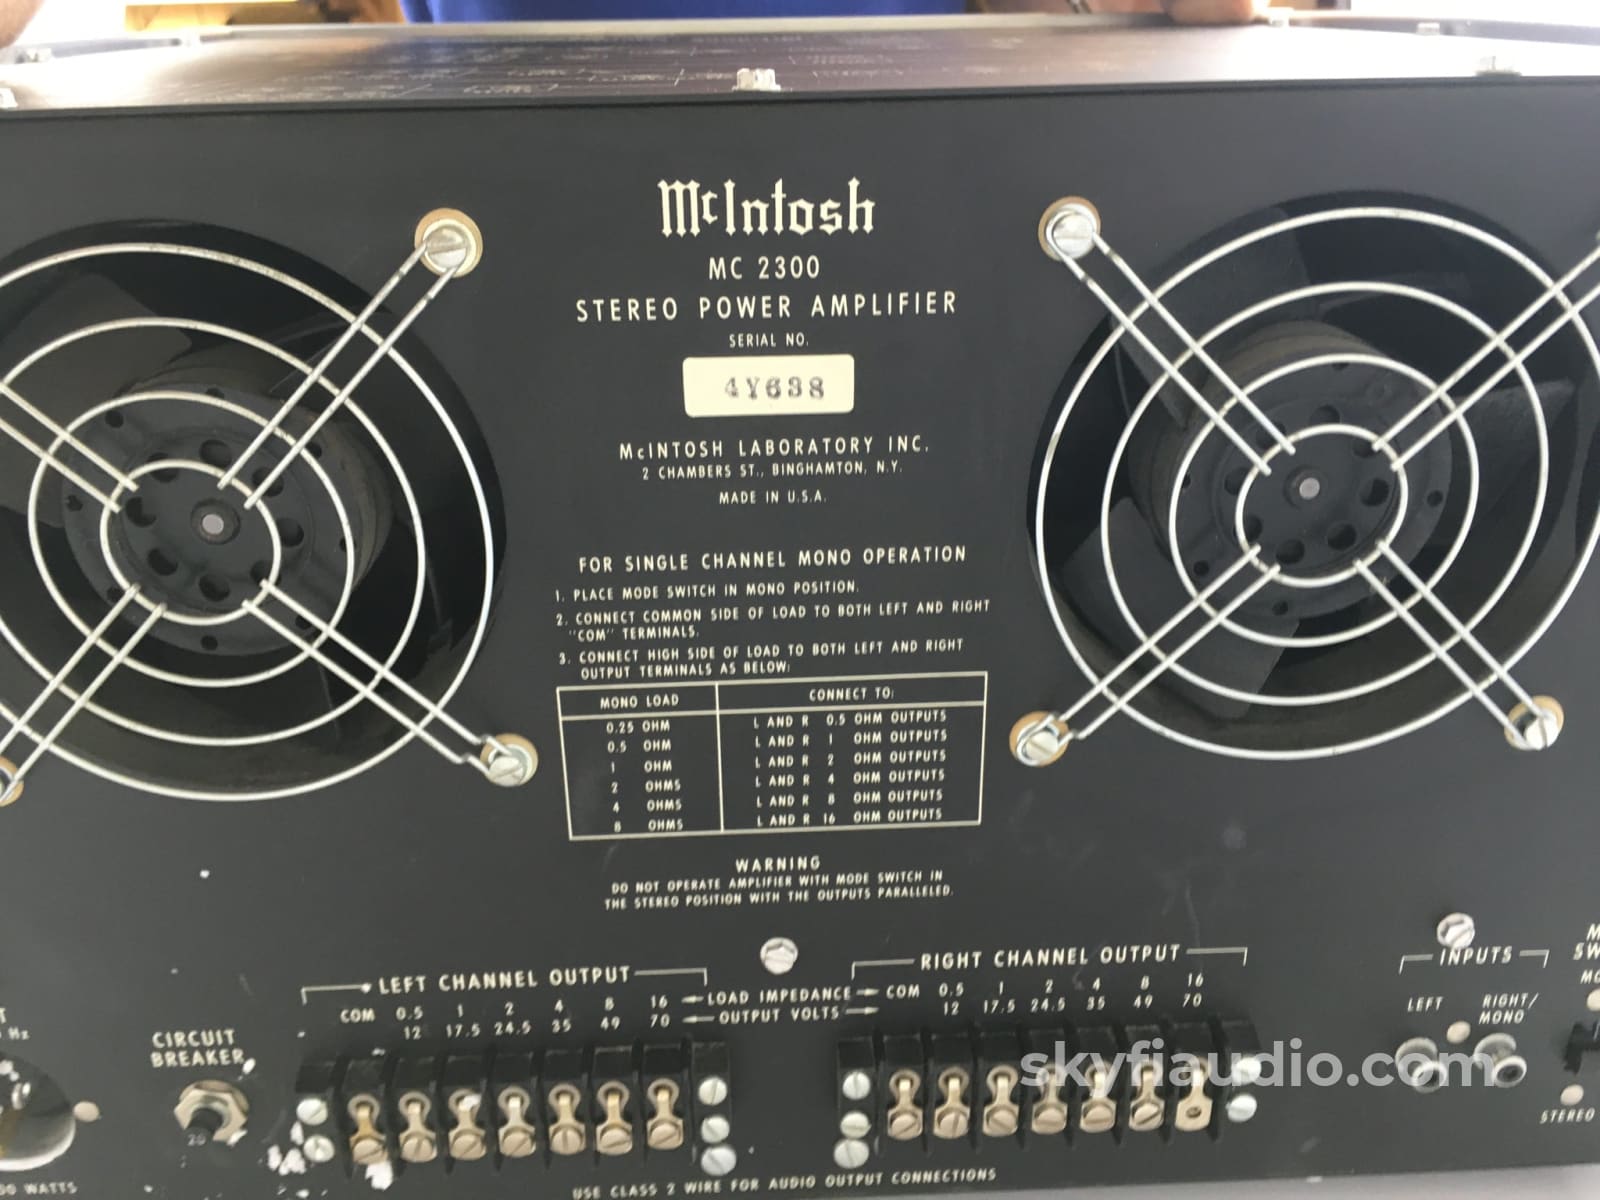 McIntosh
MC 2300
STEREO POWER AMPLIFIER
SERIAL NO.
4Y638
McINTOSH LABORATORY INC.
2 CHAMBERS ST., BINGHAMTON, N.Y.
MADE IN U.S.A.
FOR SINGLE CHANNEL MONO OPERATION
1. PLACE MODE SWITCH IN MONO POSITION.
2. CONNECT COMMON SIDE OF LOAD TO BOTH LEFT AND RIGHT
"COM" TERMINALS.
3. CONNECT HIGH SIDE OF LOAD TO BOTH LEFT AND RIGHT
OUTPUT TERMINALS AS BELOW:
MONO LOAD CONNECT TO:
0.25 OHM L AND R 0.5 OHM OUTPUTS
0.5 OHM L AND R 1 OHM OUTPUTS
1 OHM L AND R 2 OHM OUTPUTS
2 OHMS L AND R 4 OHM OUTPUTS
4 OHMS L AND R 8 OHM OUTPUTS
8 OHMS L AND R 16 OHM OUTPUTS
WARNING
DO NOT OPERATE AMPLIFIER WITH MODE SWITCH IN
THE STEREO POSITION WITH THE OUTPUTS PARALLELED.
LEFT CHANNEL OUTPUT RIGHT CHANNEL OUTPUT
COM 0.5 1 2 4 8 16 LOAD IMPEDANCE COM 0.5 1 2 4 8 16
12 17.5 24.5 35 49 70 OUTPUT VOLTS 12 17.5 24.5 35 49 70
INPUTS
LEFT RIGHT/
MONO
CIRCUIT
BREAKER
Hz
20
STEREO
WATTS
USE CLASS 2 WIRE FOR AUDIO OUTPUT CONNECTIONS
skyfiaudio.com